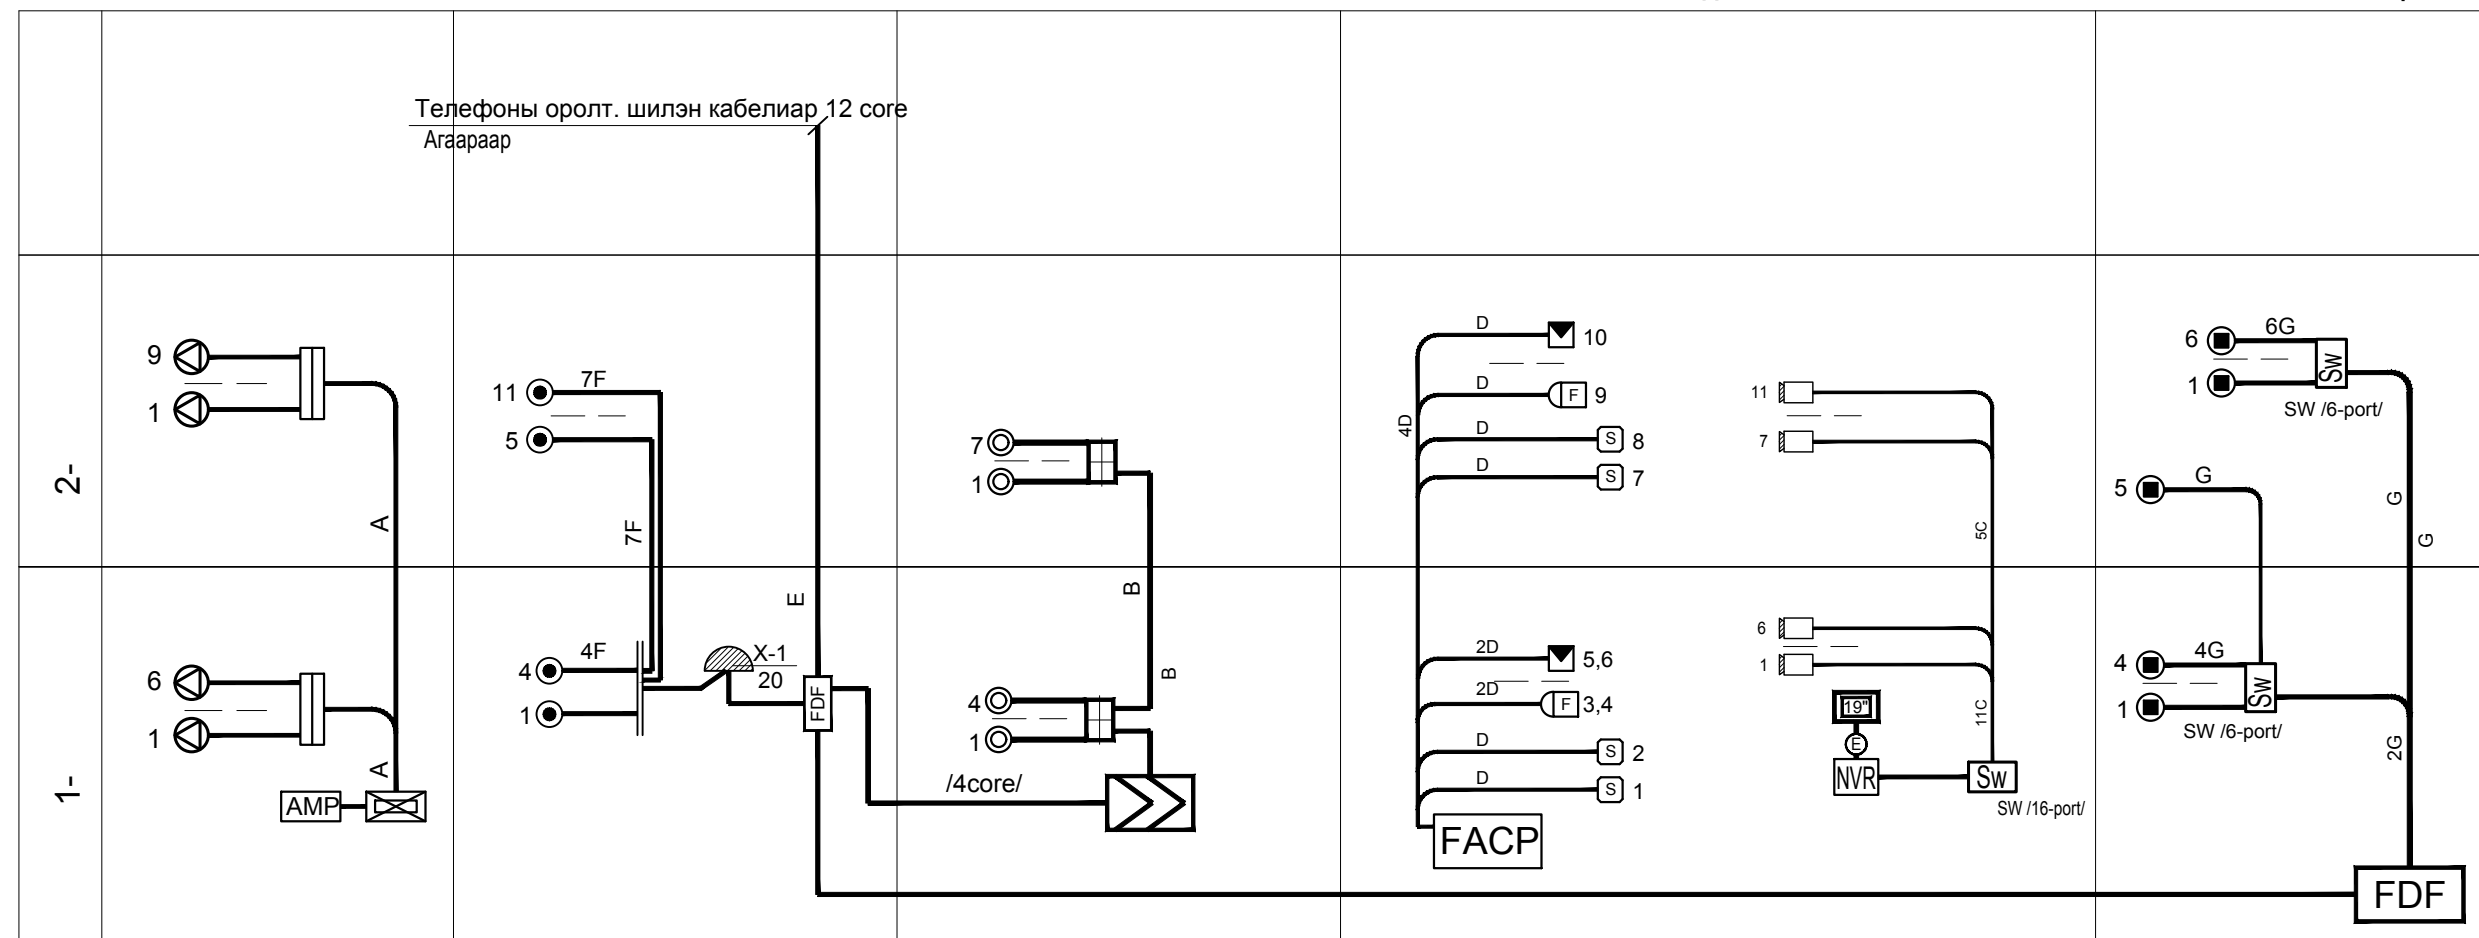 Телефоны оролт. шилэн кабелиар 12 core
Агаараар
2-
9
1
A
11
7F
5
7F
7
1
B
D
10
D
F
9
4D
D
S
8
D
S
7
11
7
5C
6
6G
1
SW
SW /6-port/
5
G
G
G
1-
6
1
A
AMP
4
4F
1
X-1
20
E
FDF
/4core/
4
1
B
2D
5,6
2D
F
3,4
D
S
2
D
S
1
FACP
6
1
11C
19"
E
NVR
Sw
SW /16-port/
4
4G
1
SW
SW /6-port/
2G
FDF